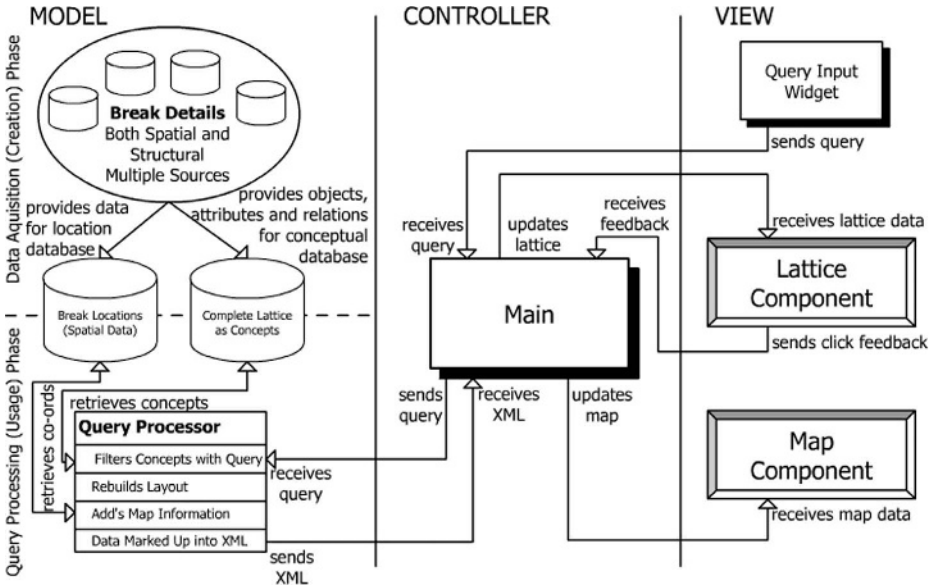 MODEL
CONTROLLER
VIEW
Data Aquisition (Creation) Phase
Query Processing (Usage) Phase
Break Details
Both Spatial and
Structural
Multiple Sources
provides data
for location
database
provides objects,
attributes and relations
for conceptual
database
Break Locations
(Spatial Data)
Complete Lattice
as Concepts
retrieves co-ords
retrieves concepts
Query Processor
Filters Concepts with Query
Rebuilds Layout
Add's Map Information
Data Marked Up into XML
sends
XML
receives
query
receives
query
updates
lattice
receives
feedback
Main
sends
query
receives
XML
updates
map
Query Input
Widget
sends query
receives lattice data
Lattice
Component
sends click feedback
Map
Component
receives map data